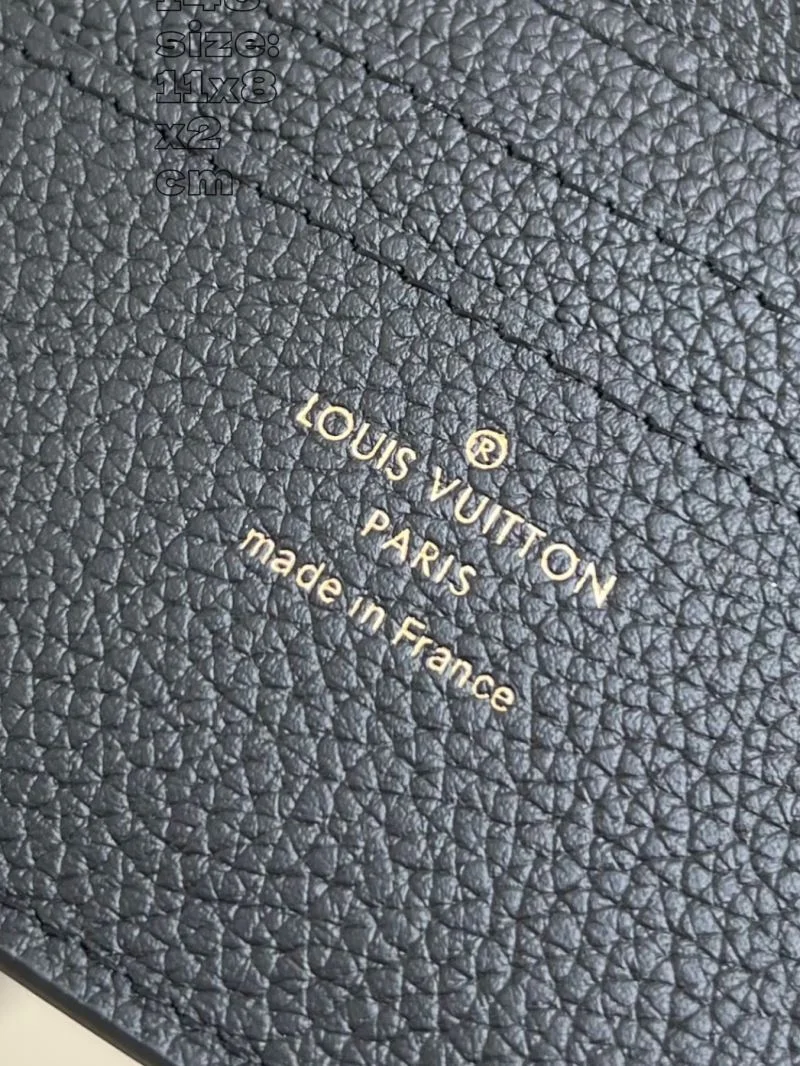 size:
11x8
x2
cm
®
LOUIS VUITTON
PARIS
made in France